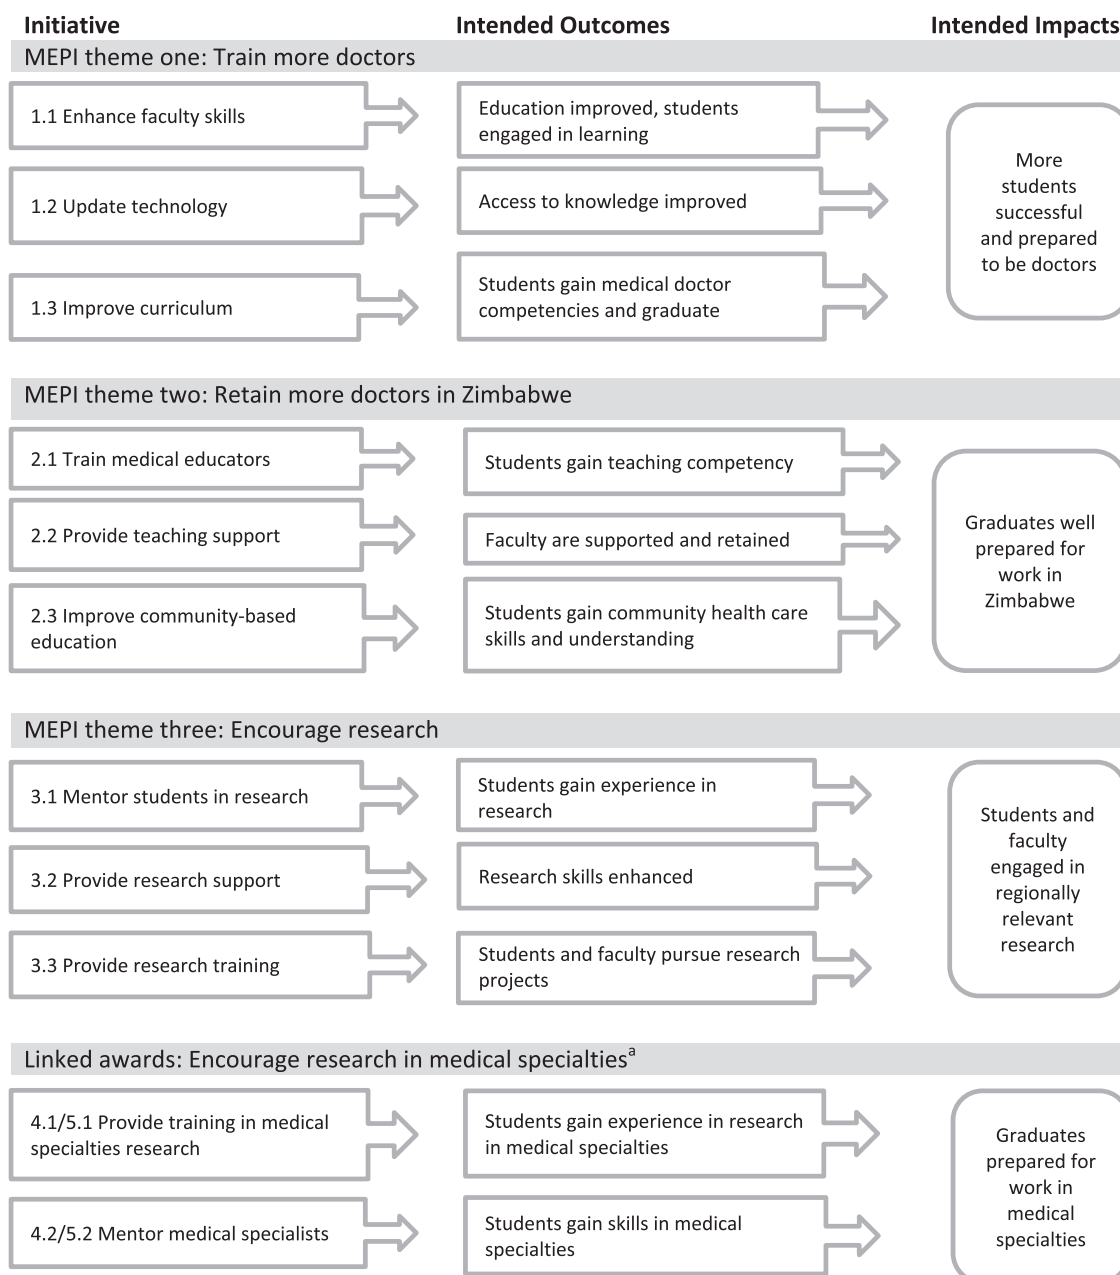 Initiative
Intended Outcomes
Intended Impacts
MEPI theme one: Train more doctors
1.1 Enhance faculty skills
Education improved, students
engaged in learning
1.2 Update technology
Access to knowledge improved
1.3 Improve curriculum
Students gain medical doctor
competencies and graduate
More
students
successful
and prepared
to be doctors
MEPI theme two: Retain more doctors in Zimbabwe
2.1 Train medical educators
Students gain teaching competency
2.2 Provide teaching support
Faculty are supported and retained
2.3 Improve community-based
education
Students gain community health care
skills and understanding
Graduates well
prepared for
work in
Zimbabwe
MEPI theme three: Encourage research
3.1 Mentor students in research
Students gain experience in
research
3.2 Provide research support
Research skills enhanced
3.3 Provide research training
Students and faculty pursue research
projects
Students and
faculty
engaged in
regionally
relevant
research
Linked awards: Encourage research in medical specialtiesᵃ
4.1/5.1 Provide training in medical
specialties research
Students gain experience in research
in medical specialties
4.2/5.2 Mentor medical specialists
Students gain skills in medical
specialties
Graduates
prepared for
work in
medical
specialties